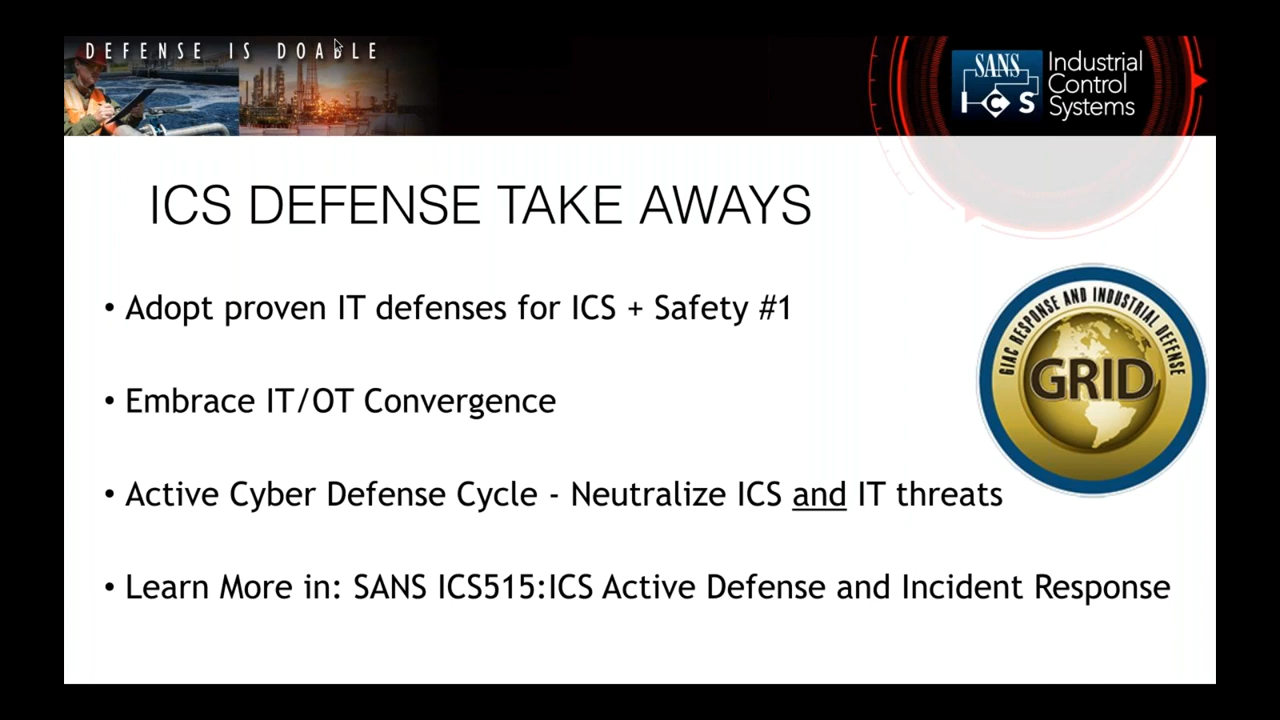 DEFENSE IS DOABLE
SANS
ICS
Industrial
Control
Systems
ICS DEFENSE TAKE AWAYS
• Adopt proven IT defenses for ICS + Safety #1
• Embrace IT/OT Convergence
• Active Cyber Defense Cycle - Neutralize ICS and IT threats
• Learn More in: SANS ICS515:ICS Active Defense and Incident Response
GIAC RESPONSE AND INDUSTRIAL DEFENSE
GRID